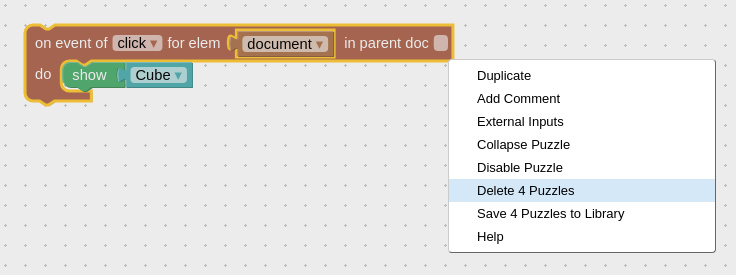 on event of click ▾ for elem document ▾ in parent doc
do show Cube ▾
Duplicate
Add Comment
External Inputs
Collapse Puzzle
Disable Puzzle
Delete 4 Puzzles
Save 4 Puzzles to Library
Help